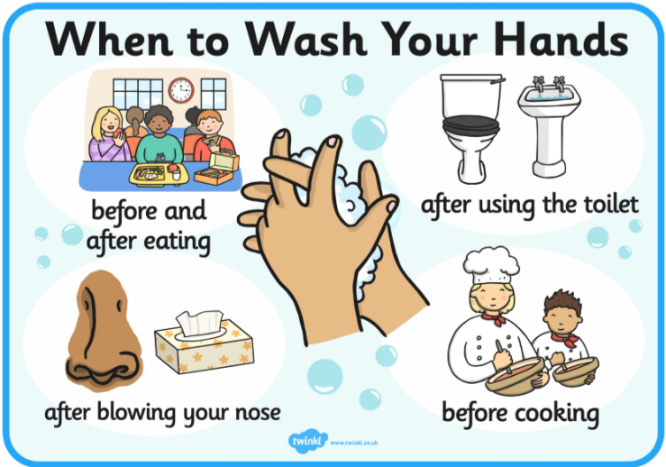 When to Wash Your Hands
before and
after eating
after using the toilet
after blowing your nose
before cooking
twinkl
www.twinkl.co.uk